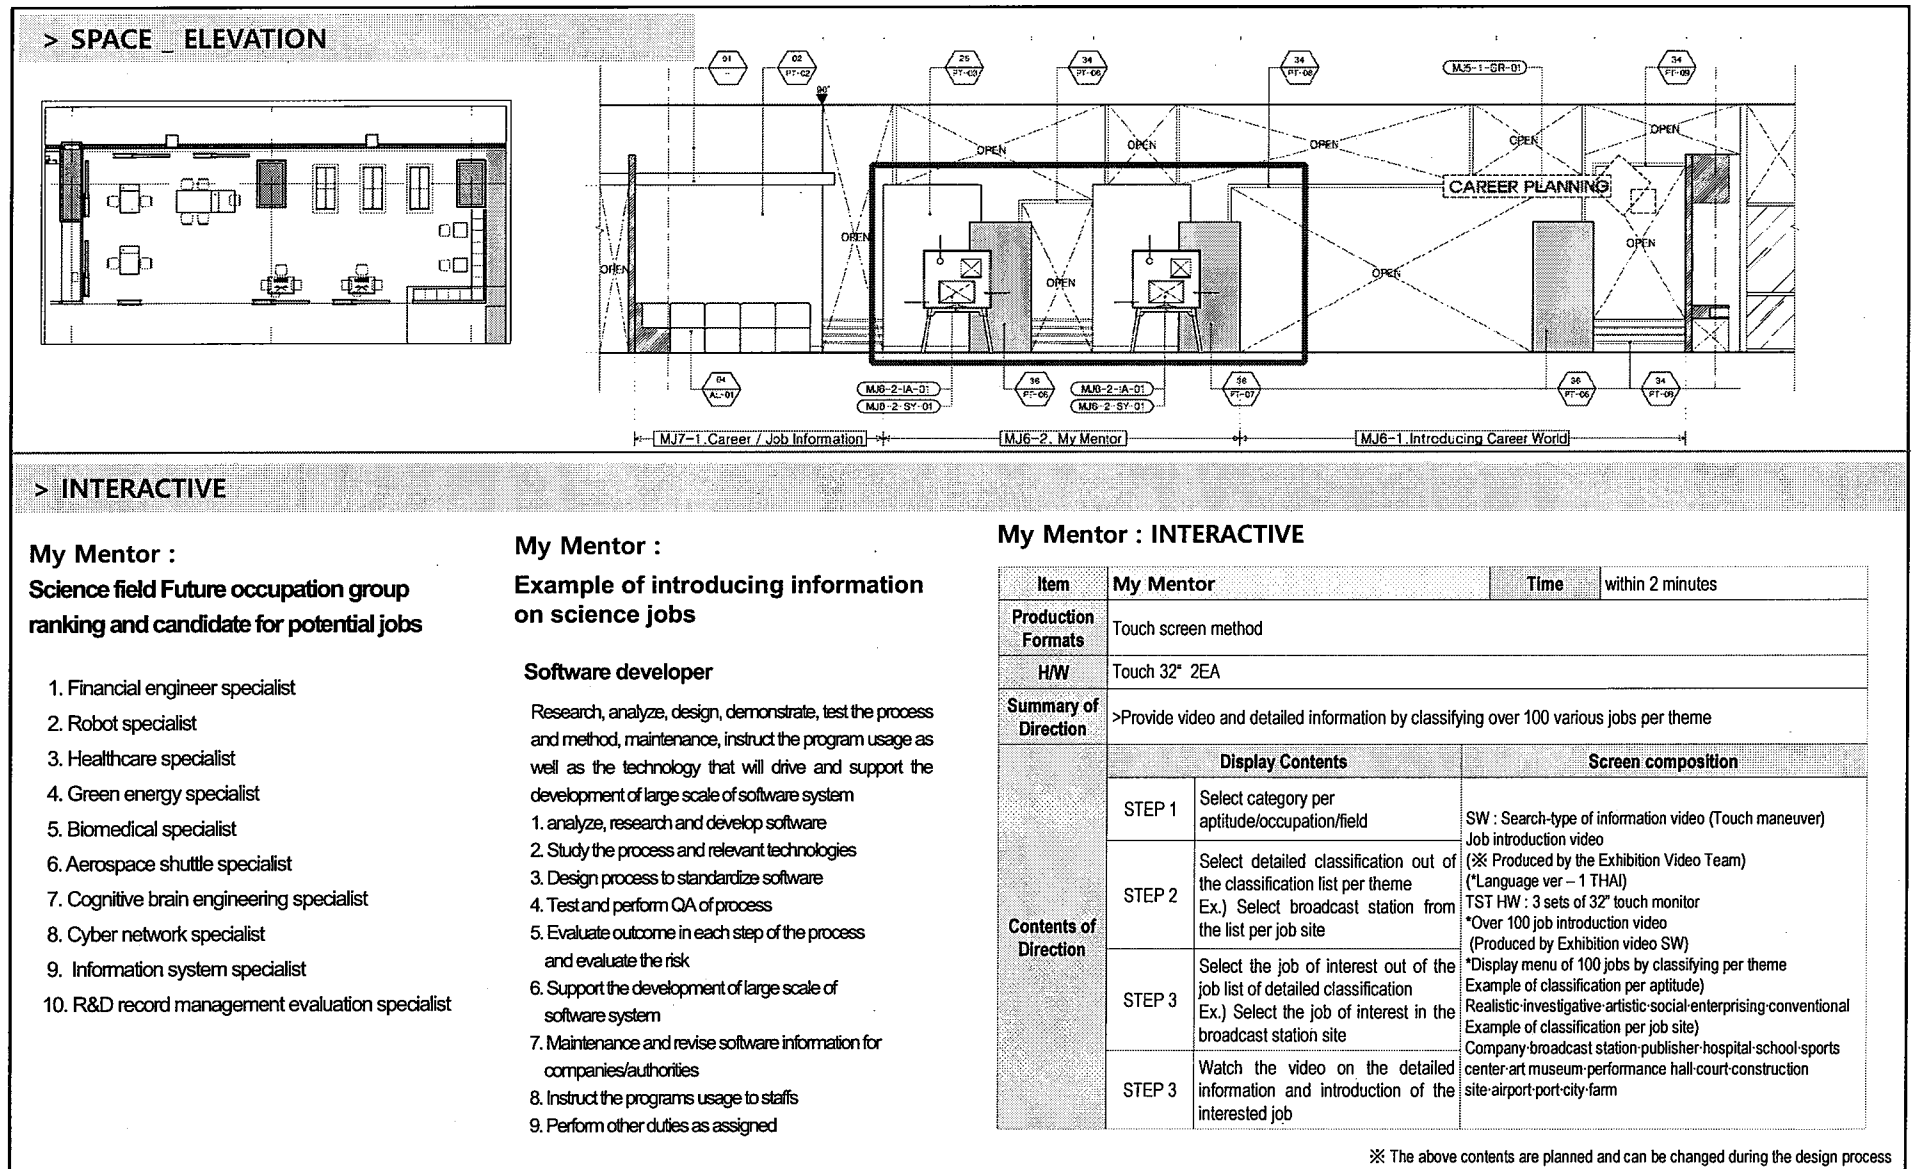 > SPACE _ ELEVATION
01
02
PT-02
25
PT-03
34
PT-06
34
PT-08
MJ5-1-GR-01
34
PT-09
90"
OPEN
OPEN
OPEN
OPEN
OPEN
CAREER PLANNING
OPEN
OPEN
OPEN
OPEN
OPEN
04
AL-01
MJ6-2-IA-01
MJ6-2-SY-01
36
PT-06
MJ6-2-IA-01
MJ6-2-SY-01
36
PT-07
36
PT-06
34
PT-09
MJ7-1.Career / Job Information
MJ6-2. My Mentor
MJ6-1.Introducing Career World
> INTERACTIVE
My Mentor :
Science field Future occupation group
ranking and candidate for potential jobs
1. Financial engineer specialist
2. Robot specialist
3. Healthcare specialist
4. Green energy specialist
5. Biomedical specialist
6. Aerospace shuttle specialist
7. Cognitive brain engineering specialist
8. Cyber network specialist
9. Information system specialist
10. R&D record management evaluation specialist
My Mentor :
Example of introducing information
on science jobs
Software developer
Research, analyze, design, demonstrate, test the process
and method, maintenance, instruct the program usage as
well as the technology that will drive and support the
development of large scale of software system
1. analyze, research and develop software
2. Study the process and relevant technologies
3. Design process to standardize software
4. Test and perform QA of process
5. Evaluate outcome in each step of the process
and evaluate the risk
6. Support the development of large scale of
software system
7. Maintenance and revise software information for
companies/authorities
8. Instruct the programs usage to staffs
9. Perform other duties as assigned
My Mentor : INTERACTIVE
Item My Mentor Time within 2 minutes
Production
Formats
Touch screen method
H/W Touch 32" 2EA
Summary of
Direction
>Provide video and detailed information by classifying over 100 various jobs per theme
Contents of
Direction
Display Contents
Screen composition
STEP 1
Select category per
aptitude/occupation/field
STEP 2
Select detailed classification out of
the classification list per theme
Ex.) Select broadcast station from
the list per job site
STEP 3
Select the job of interest out of the
job list of detailed classification
Ex.) Select the job of interest in the
broadcast station site
STEP 3
Watch the video on the detailed
information and introduction of the
interested job
SW : Search-type of information video (Touch maneuver)
Job introduction video
(※ Produced by the Exhibition Video Team)
(*Language ver – 1 THAI)
TST HW : 3 sets of 32" touch monitor
*Over 100 job introduction video
(Produced by Exhibition video SW)
*Display menu of 100 jobs by classifying per theme
Example of classification per aptitude)
Realistic·investigative·artistic·social·enterprising·conventional
Example of classification per job site)
Company·broadcast station·publisher·hospital·school·sports
center·art museum·performance hall·court·construction
site·airport·port·city·farm
※ The above contents are planned and can be changed during the design process